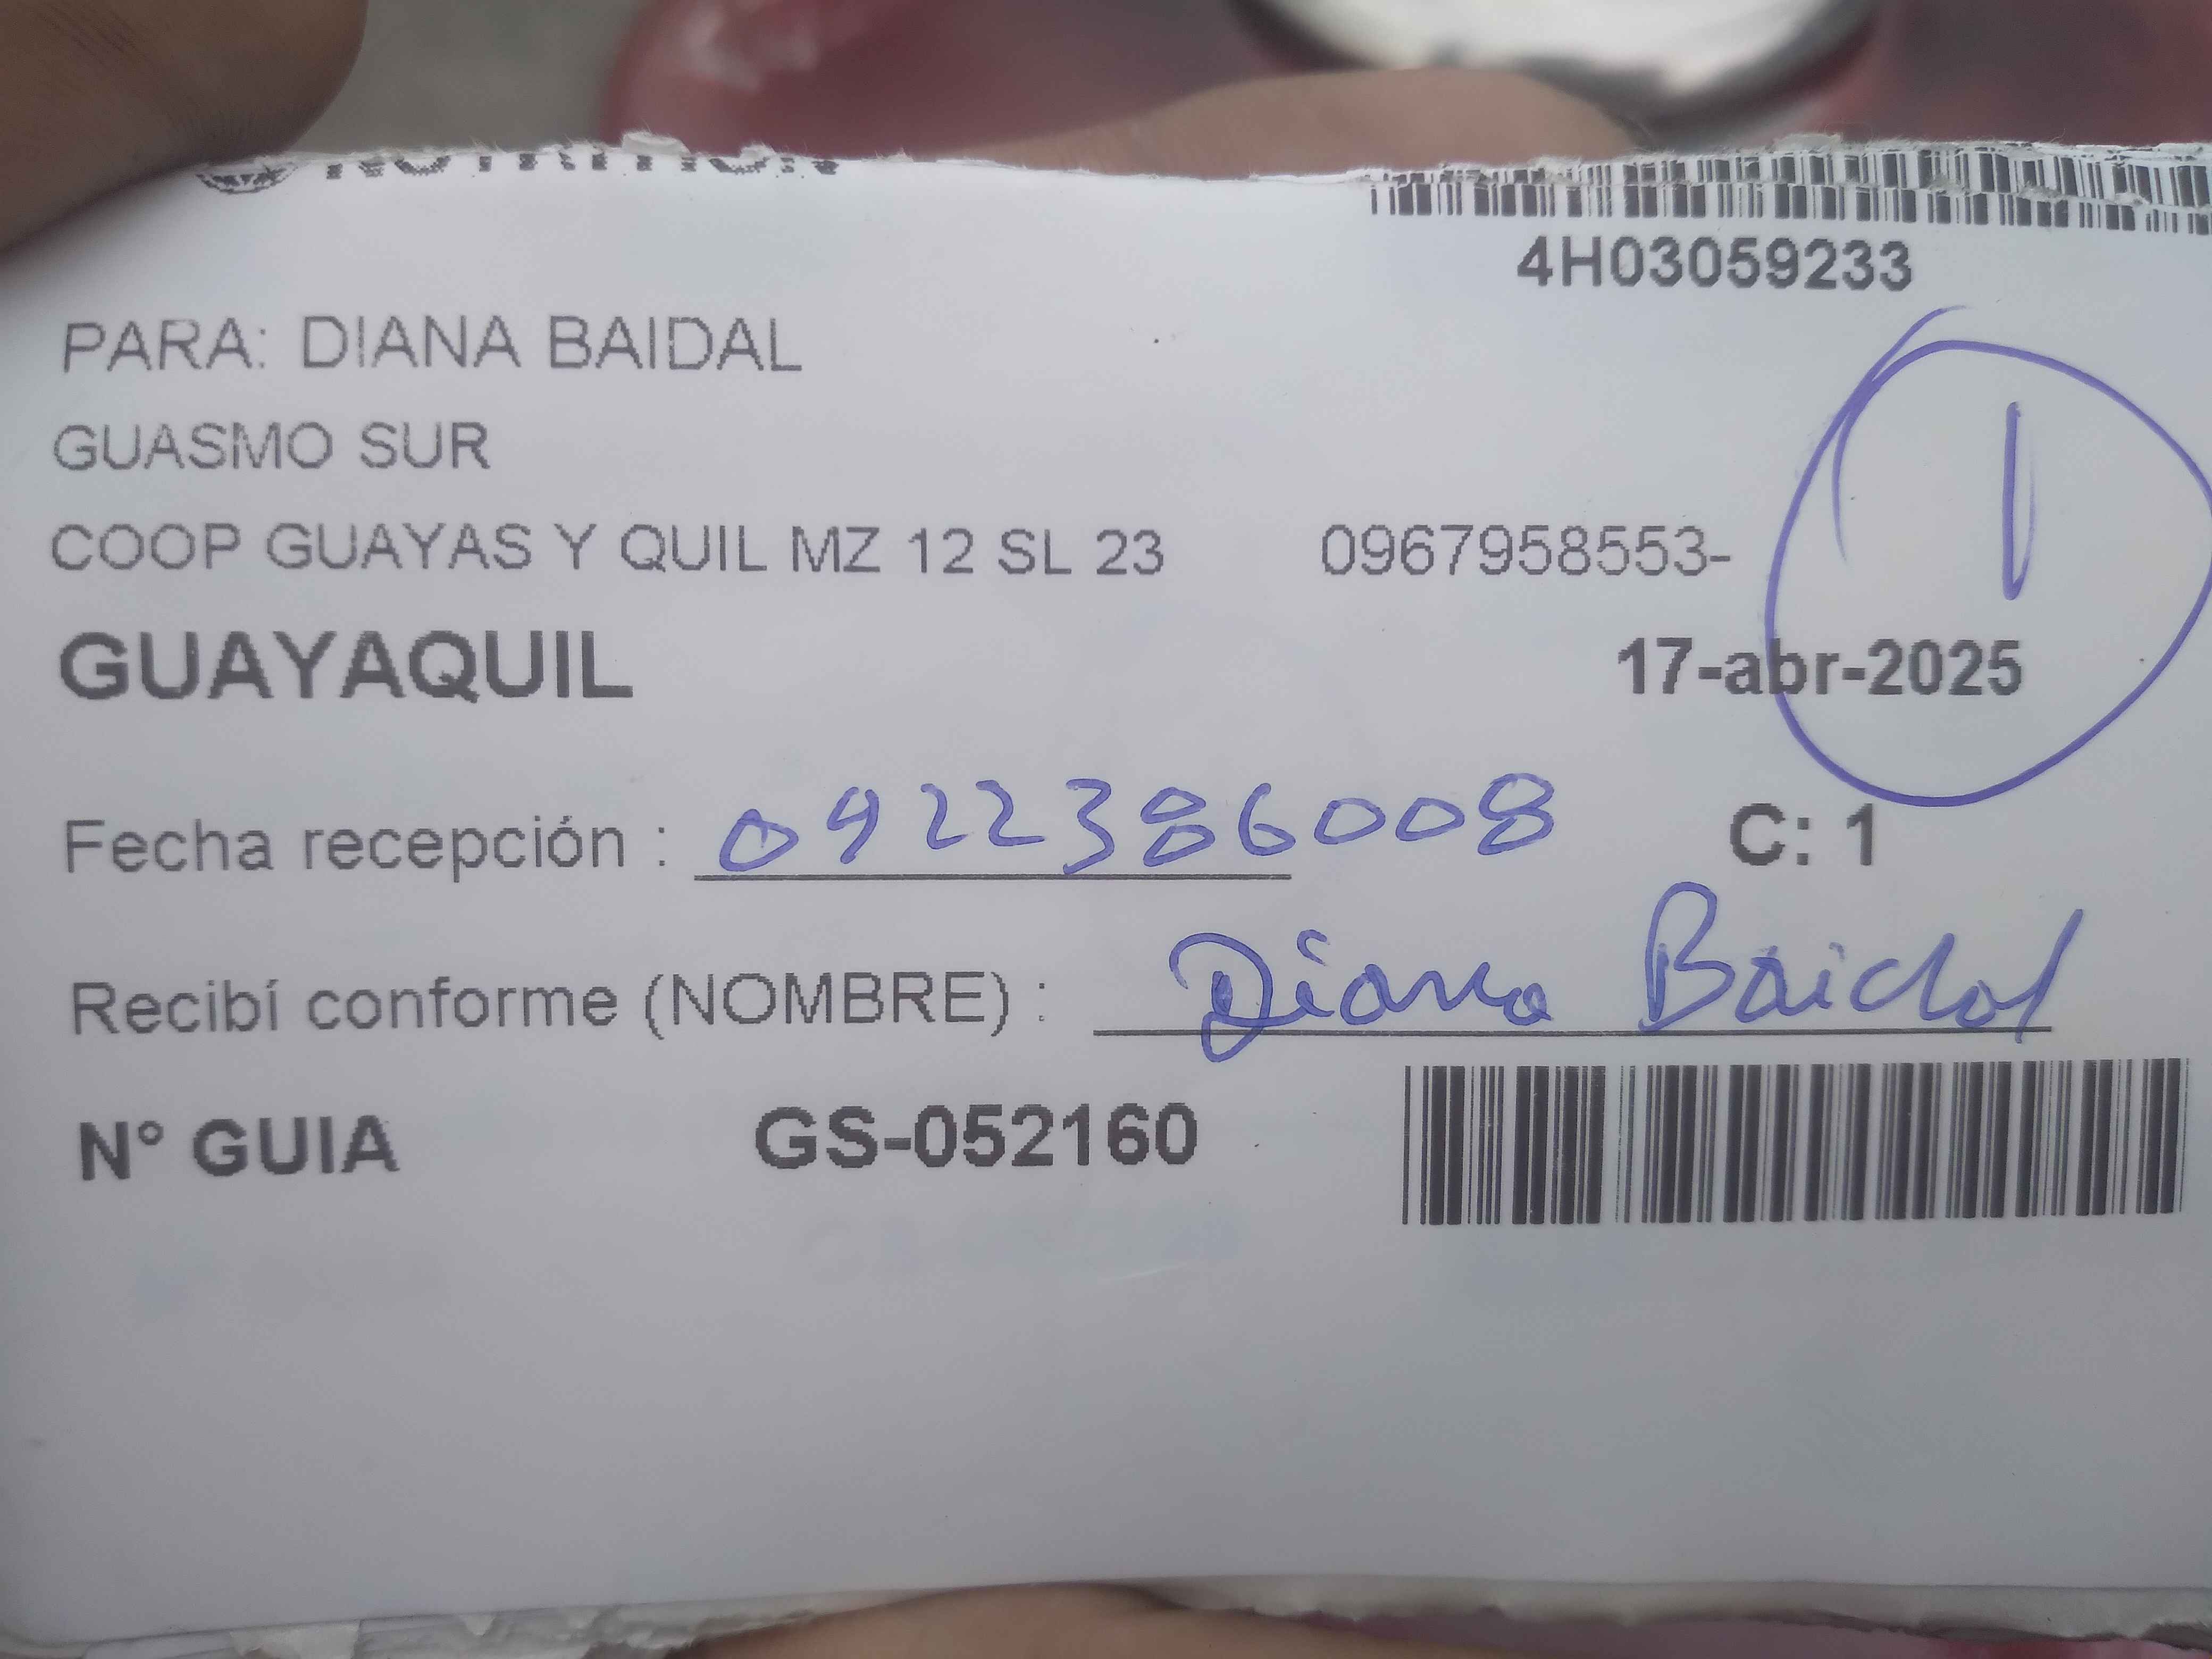 4H03059233
PARA: DIANA BAIDAL
GUASMO SUR
COOP GUAYAS Y QUIL MZ 12 SL 23 0967958553-
1
GUAYAQUIL 17-abr-2025
Fecha recepción : 0922386008 C: 1
Recibí conforme (NOMBRE) : Diana Baidal
N° GUIA GS-052160